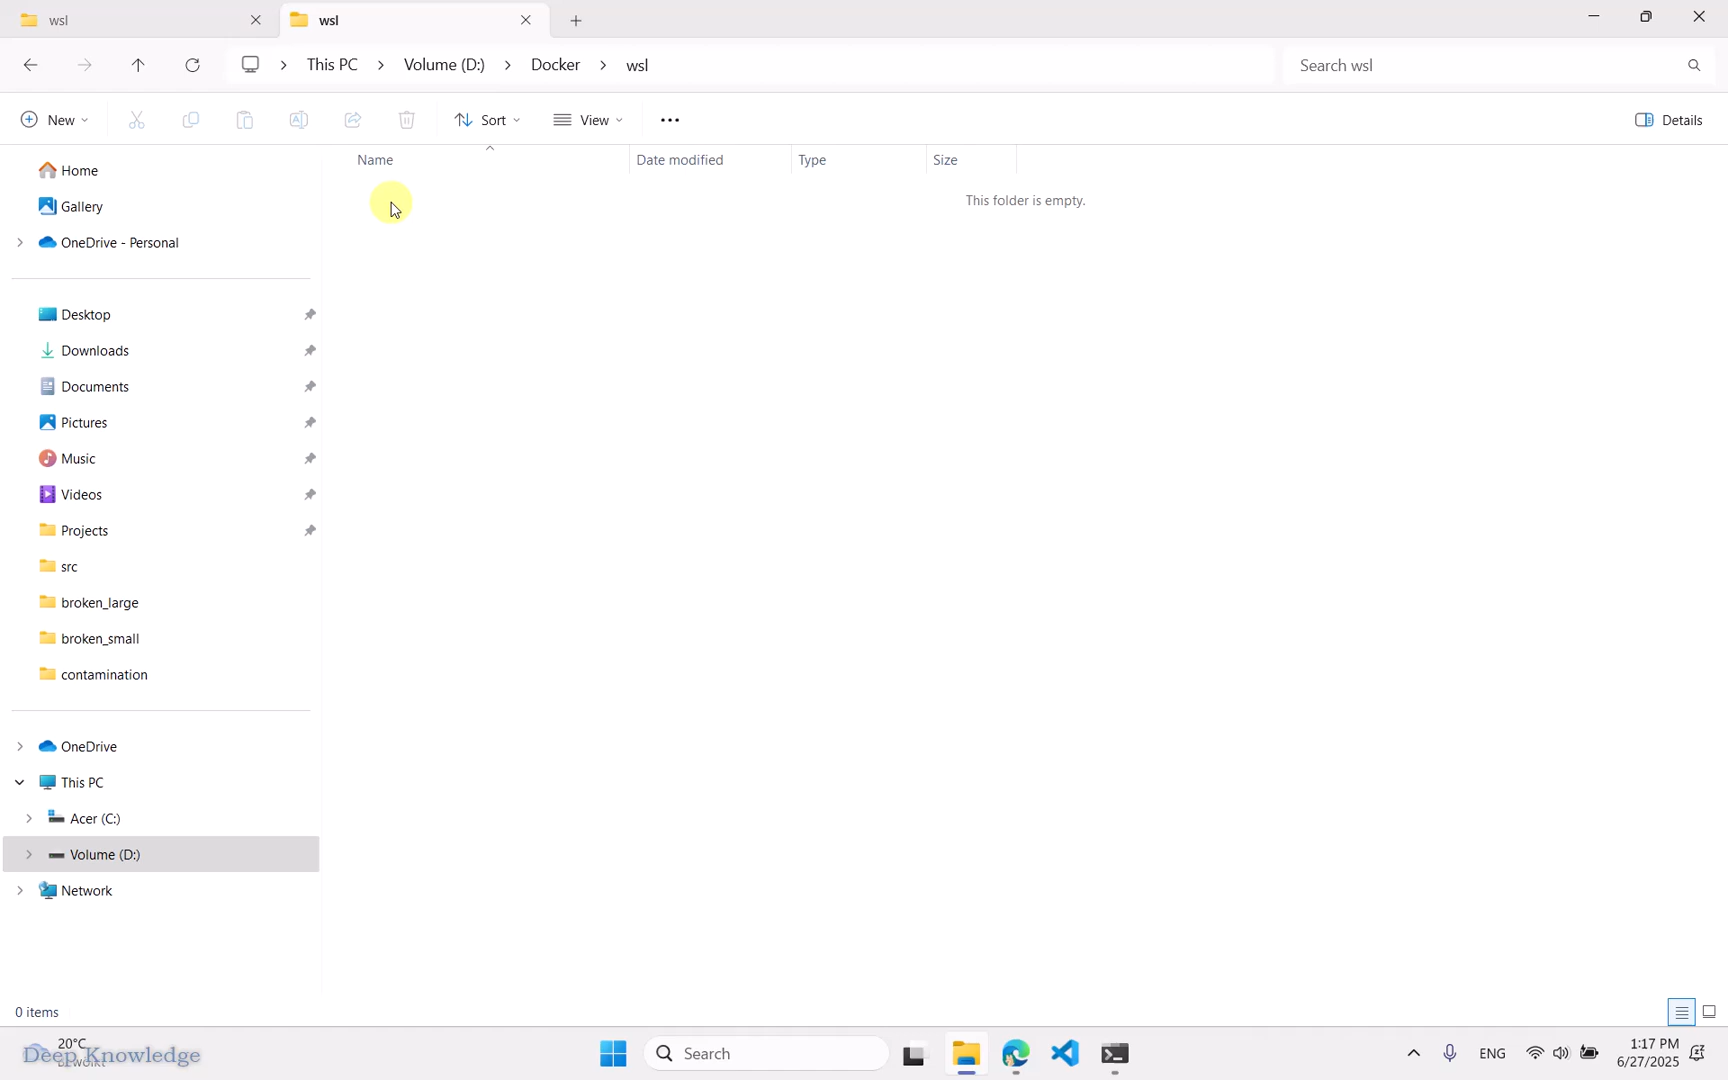 wsl
wsl
This PC
Volume (D:)
Docker
wsl
Search wsl
New
Sort
View
Details
Name
Date modified
Type
Size
This folder is empty.
Home
Gallery
OneDrive - Personal
Desktop
Downloads
Documents
Pictures
Music
Videos
Projects
src
broken_large
broken_small
contamination
OneDrive
This PC
Acer (C:)
Volume (D:)
Network
0 items
20°C
Deep Knowledge
Search
ENG
1:17 PM
6/27/2025